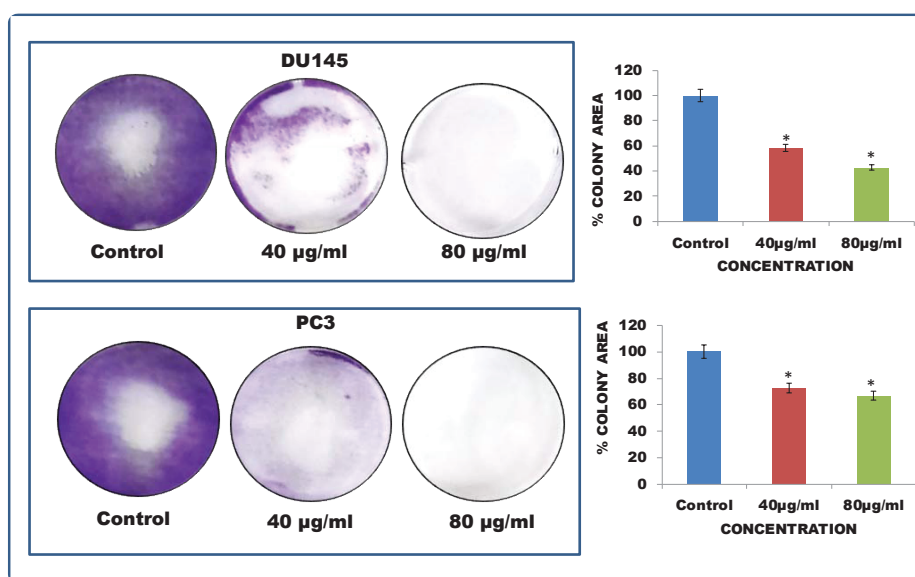 DU145
Control
40 µg/ml
80 µg/ml
% COLONY AREA
120
100
80
60
40
20
0
*
*
Control
40µg/ml
80µg/ml
CONCENTRATION
PC3
Control
40 µg/ml
80 µg/ml
% COLONY AREA
120
100
80
60
40
20
0
*
*
Control
40µg/ml
80µg/ml
CONCENTRATION